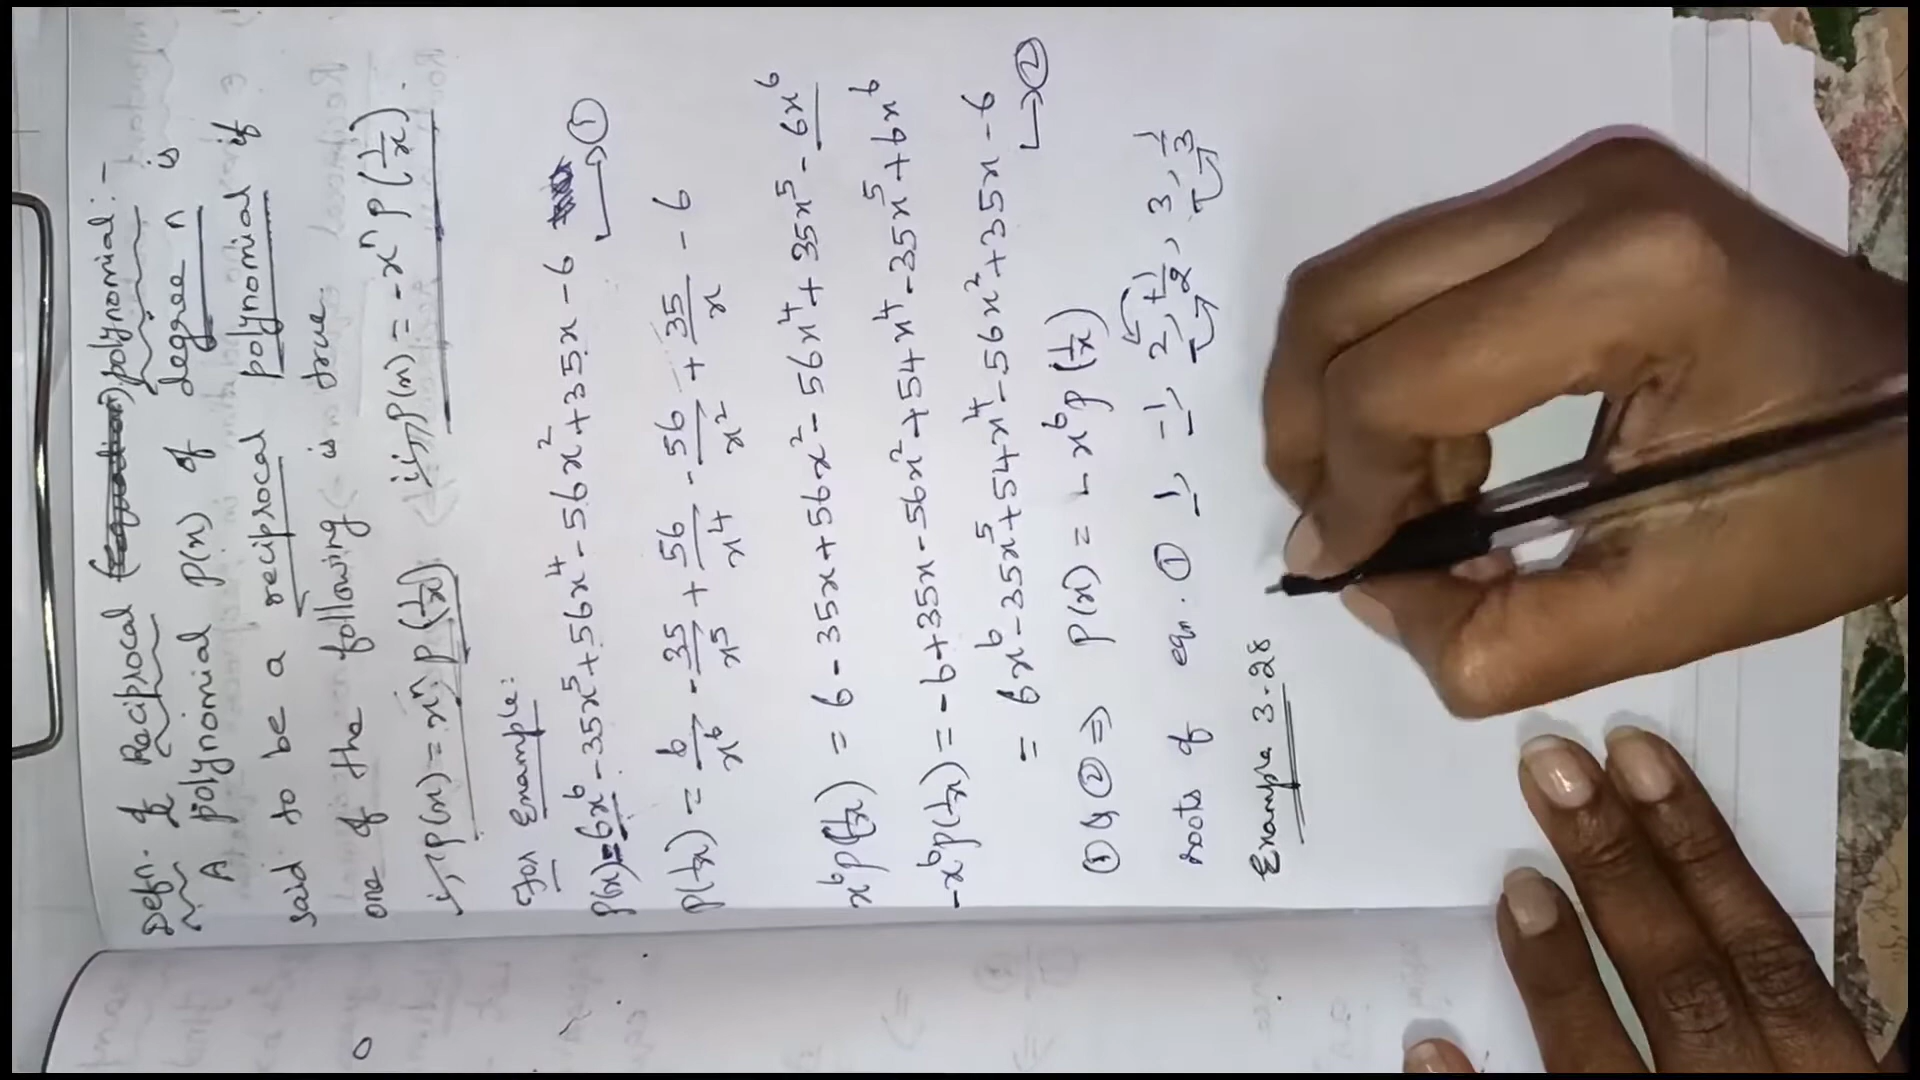 Defn. of Reciprocal (equation) polynomial:-
A polynomial P(x) of degree n is
said to be a reciprocal polynomial if
one of the following is true
i, P(x) = xⁿ P(1/x) ii, P(x) = -xⁿ P(1/x).
For Example:
P(x) = 6x⁶ - 35x⁵ + 56x⁴ - 56x² + 35x - 6 → ①
P(1/x) = 6/x⁶ - 35/x⁵ + 56/x⁴ - 56/x² + 35/x - 6
x⁶P(1/x) = 6 - 35x + 56x² - 56x⁴ + 35x⁵ - 6x⁶
-x⁶P(1/x) = -6 + 35x - 56x² + 54x⁴ - 35x⁵ + 6x⁶
= 6x⁶ - 35x⁵ + 54x⁴ - 56x² + 35x - 6
→ ②
① & ② ⇒ P(x) = - x⁶ P(1/x)
roots of eqn. ① 1, -1, 2, 1/2, 3, 1/3
Example 3.28